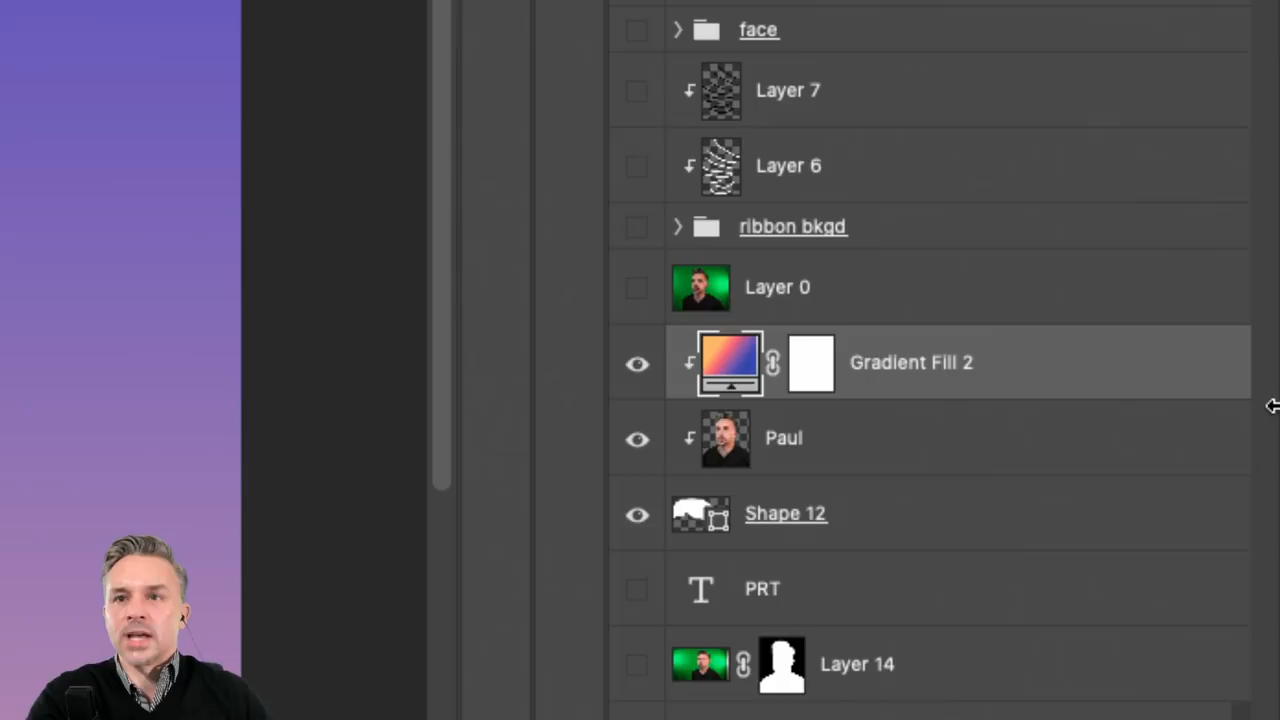 face
Layer 7
Layer 6
ribbon bkgd
Layer 0
Gradient Fill 2
Paul
Shape 12
T PRT
Layer 14